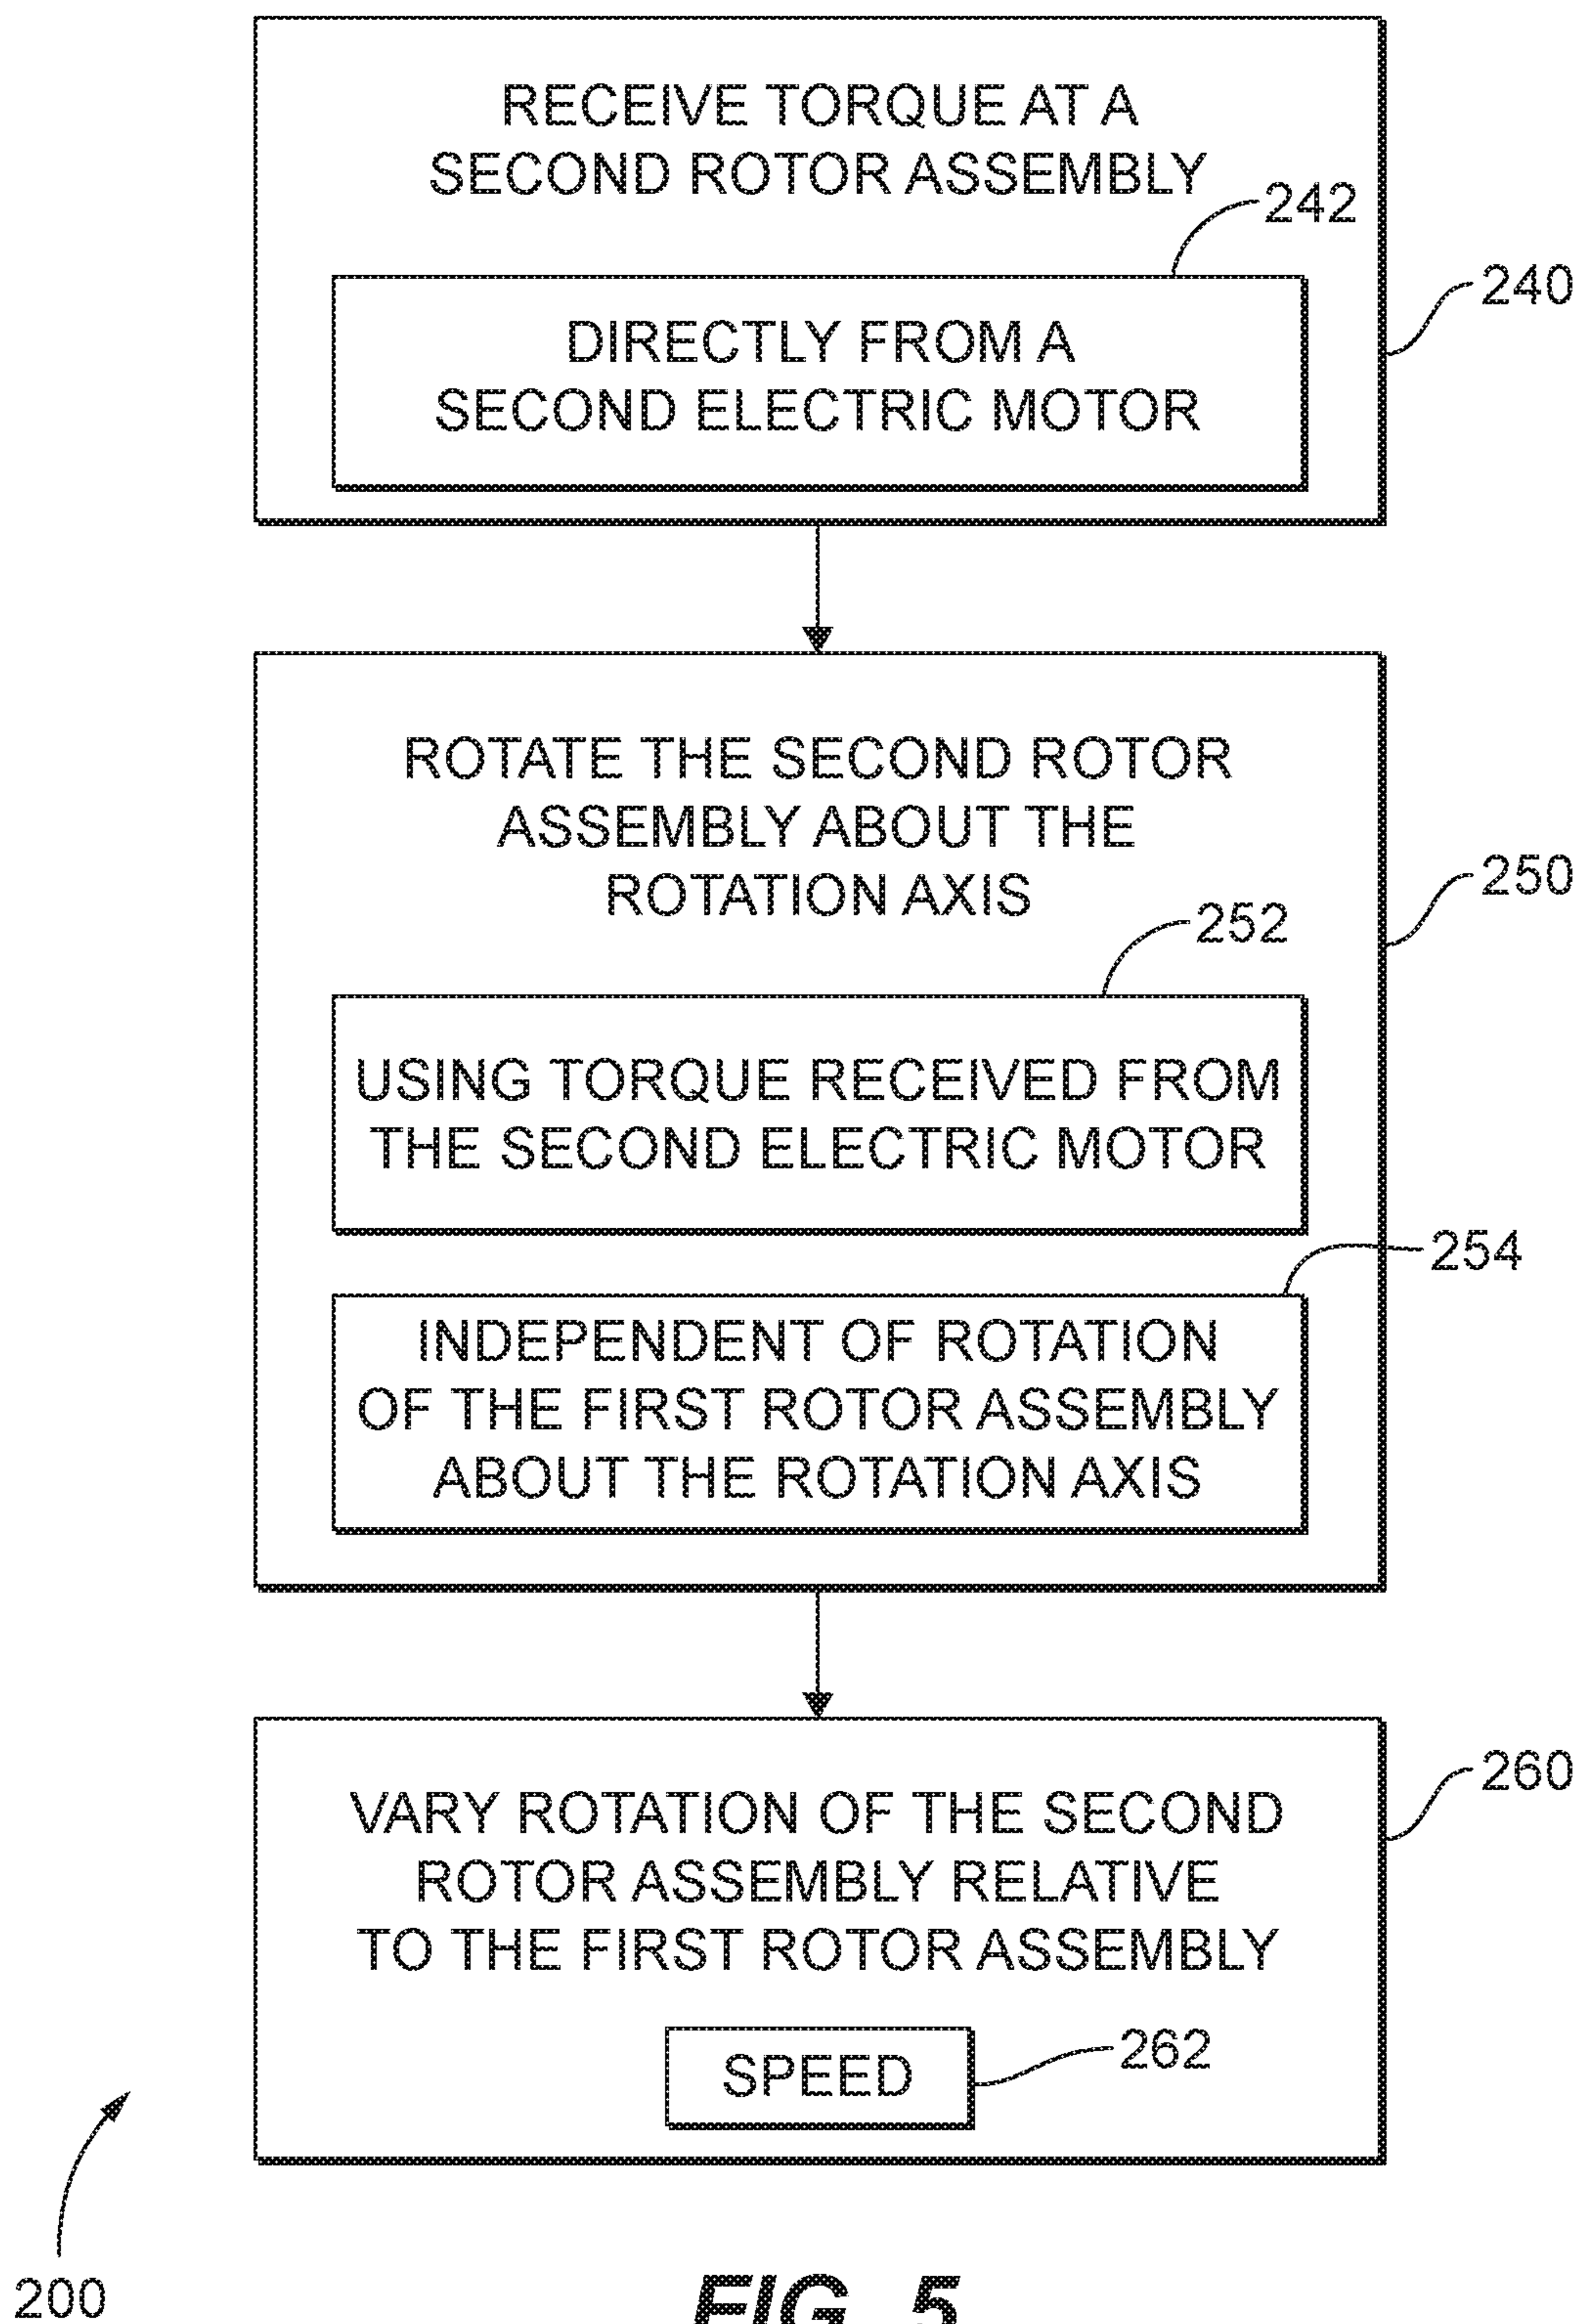 RECEIVE TORQUE AT A
SECOND ROTOR ASSEMBLY
242
240
DIRECTLY FROM A
SECOND ELECTRIC MOTOR
ROTATE THE SECOND ROTOR
ASSEMBLY ABOUT THE
ROTATION AXIS
250
252
USING TORQUE RECEIVED FROM
THE SECOND ELECTRIC MOTOR
254
INDEPENDENT OF ROTATION
OF THE FIRST ROTOR ASSEMBLY
ABOUT THE ROTATION AXIS
260
VARY ROTATION OF THE SECOND
ROTOR ASSEMBLY RELATIVE
TO THE FIRST ROTOR ASSEMBLY
262
SPEED
200
FIG. 5